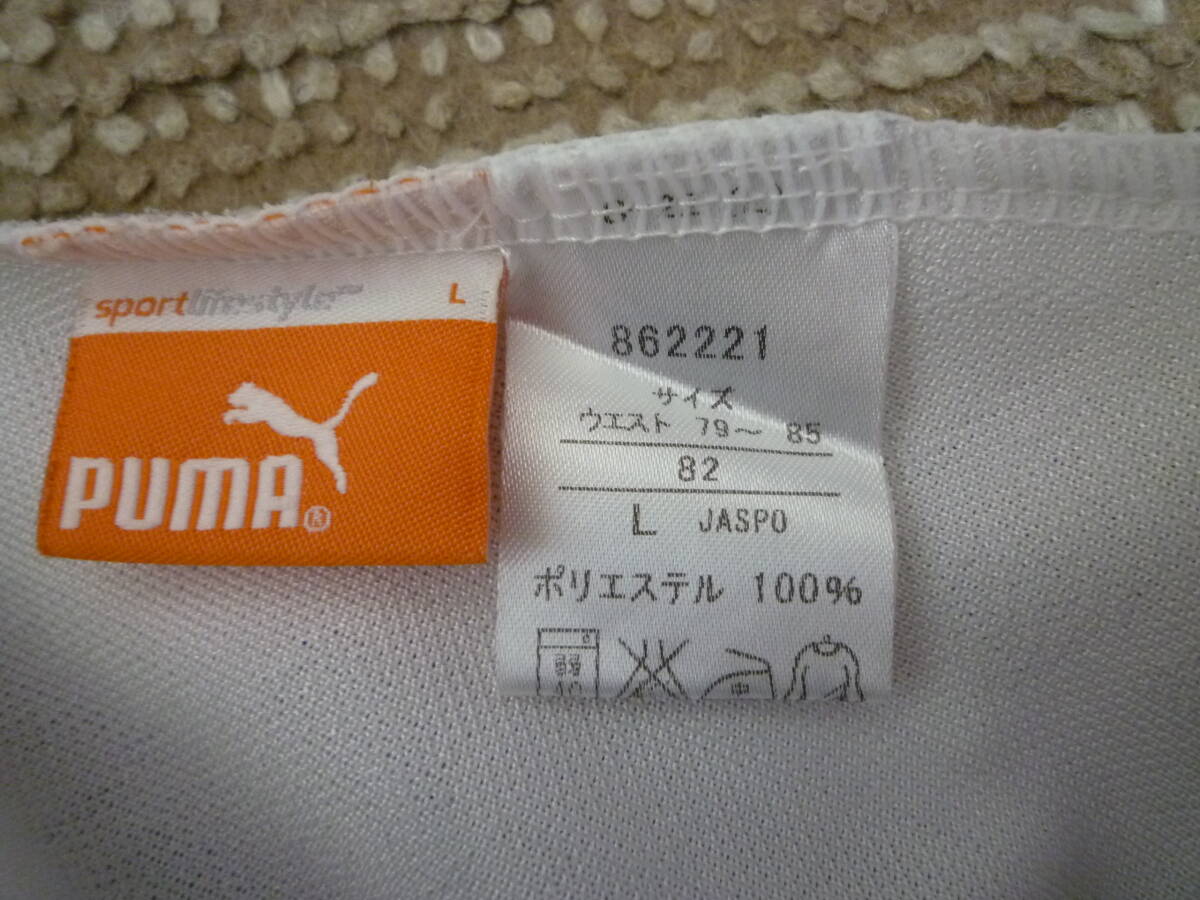 sportlifestyle™ L
PUMA®
862221
サイズ
ウエスト 79～ 85
82
L JASPO
ポリエステル 100%